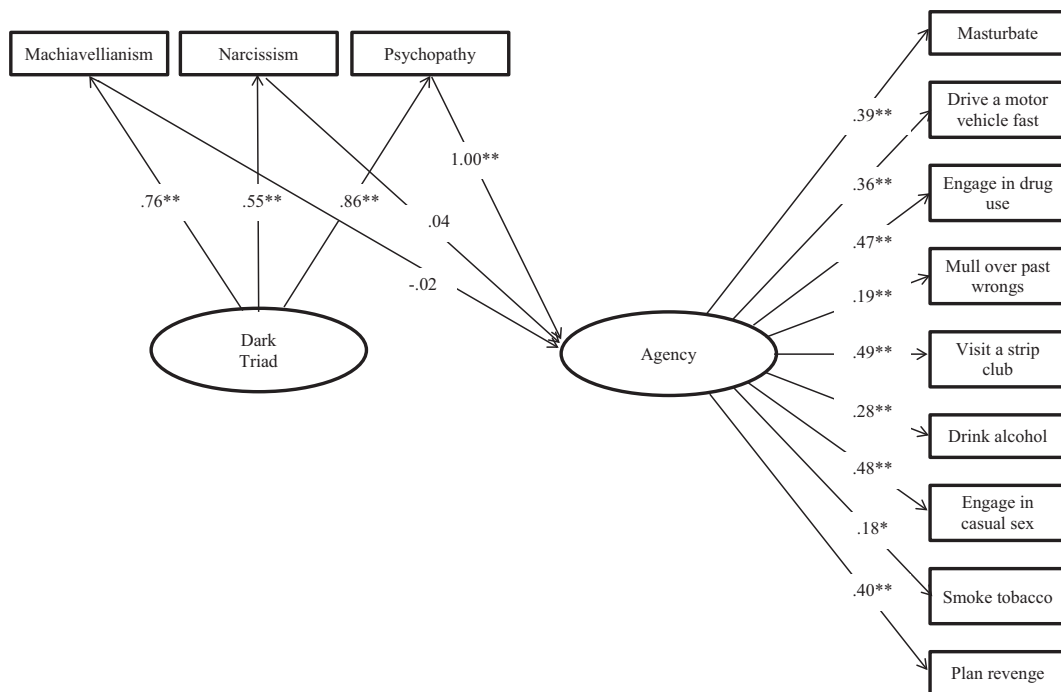 Machiavellianism
Narcissism
Psychopathy
.76**
.55**
.86**
1.00**
.04
-.02
Dark
Triad
Agency
.39**
.36**
.47**
.19**
.49**
.28**
.48**
.18*
.40**
Masturbate
Drive a motor
vehicle fast
Engage in drug
use
Mull over past
wrongs
Visit a strip
club
Drink alcohol
Engage in
casual sex
Smoke tobacco
Plan revenge